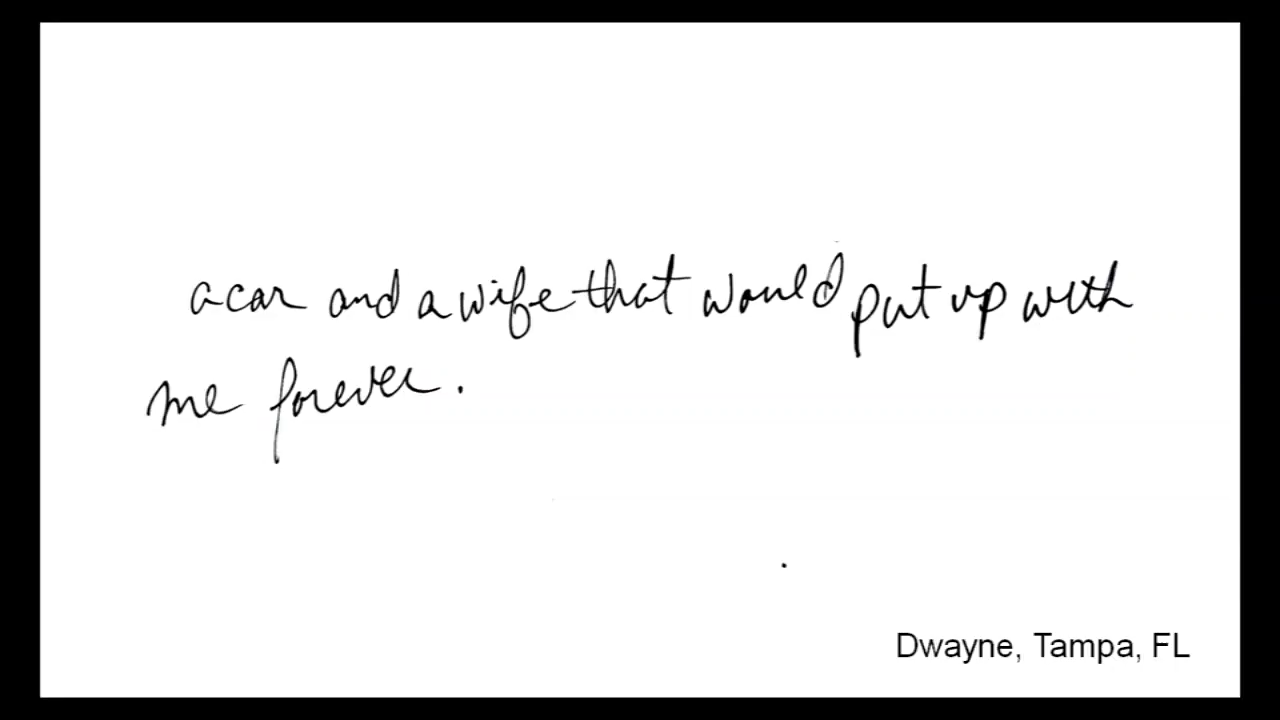 a car and a wife that would put up with
me forever.
Dwayne, Tampa, FL